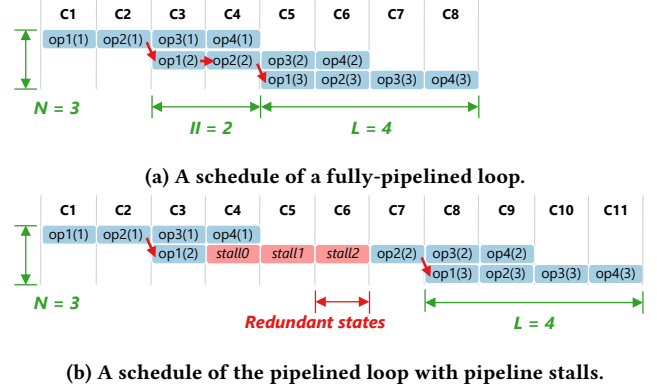 C1 C2 C3 C4 C5 C6 C7 C8
op1(1) op2(1) op3(1) op4(1)
op1(2) op2(2) op3(2) op4(2)
op1(3) op2(3) op3(3) op4(3)
N = 3
II = 2 L = 4
(a) A schedule of a fully-pipelined loop.
C1 C2 C3 C4 C5 C6 C7 C8 C9 C10 C11
op1(1) op2(1) op3(1) op4(1)
op1(2) stall0 stall1 stall2 op2(2) op3(2) op4(2)
op1(3) op2(3) op3(3) op4(3)
N = 3
Redundant states L = 4
(b) A schedule of the pipelined loop with pipeline stalls.